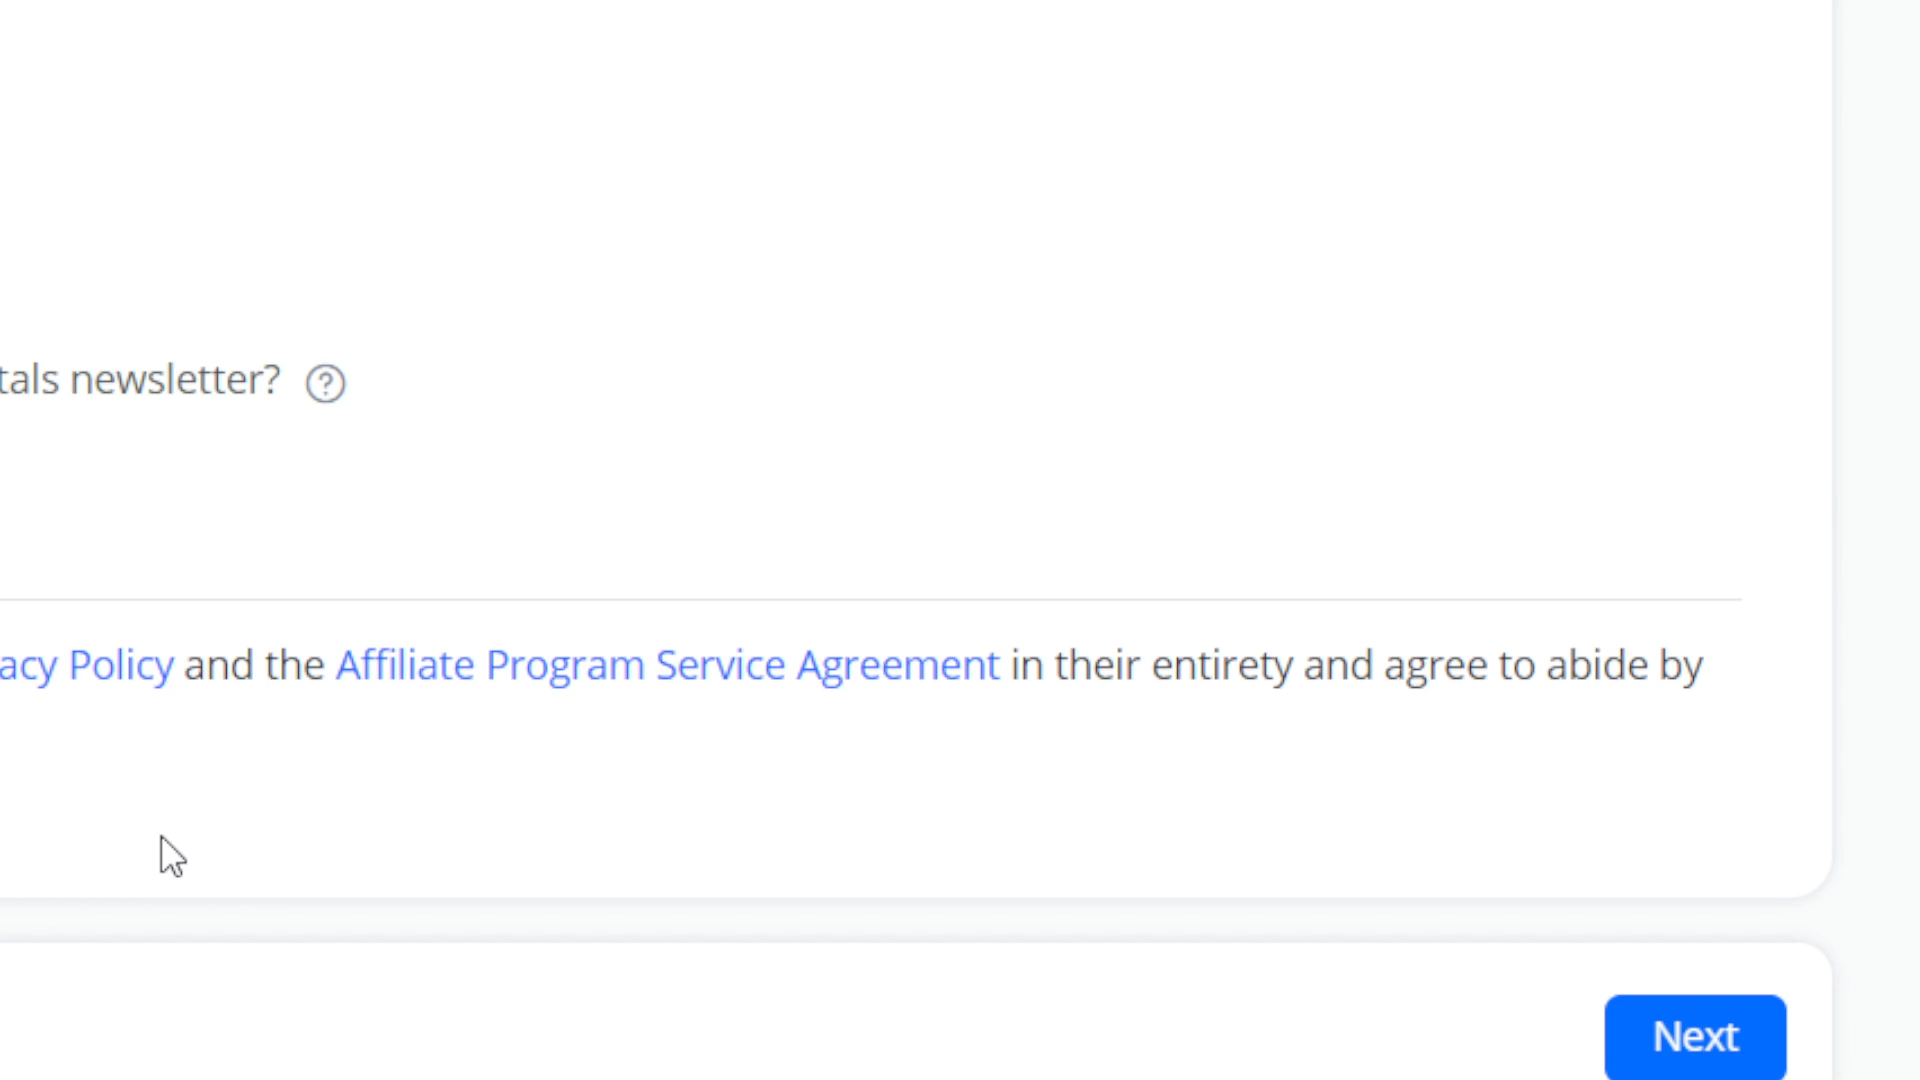 tals newsletter?
acy Policy and the Affiliate Program Service Agreement in their entirety and agree to abide by
Next